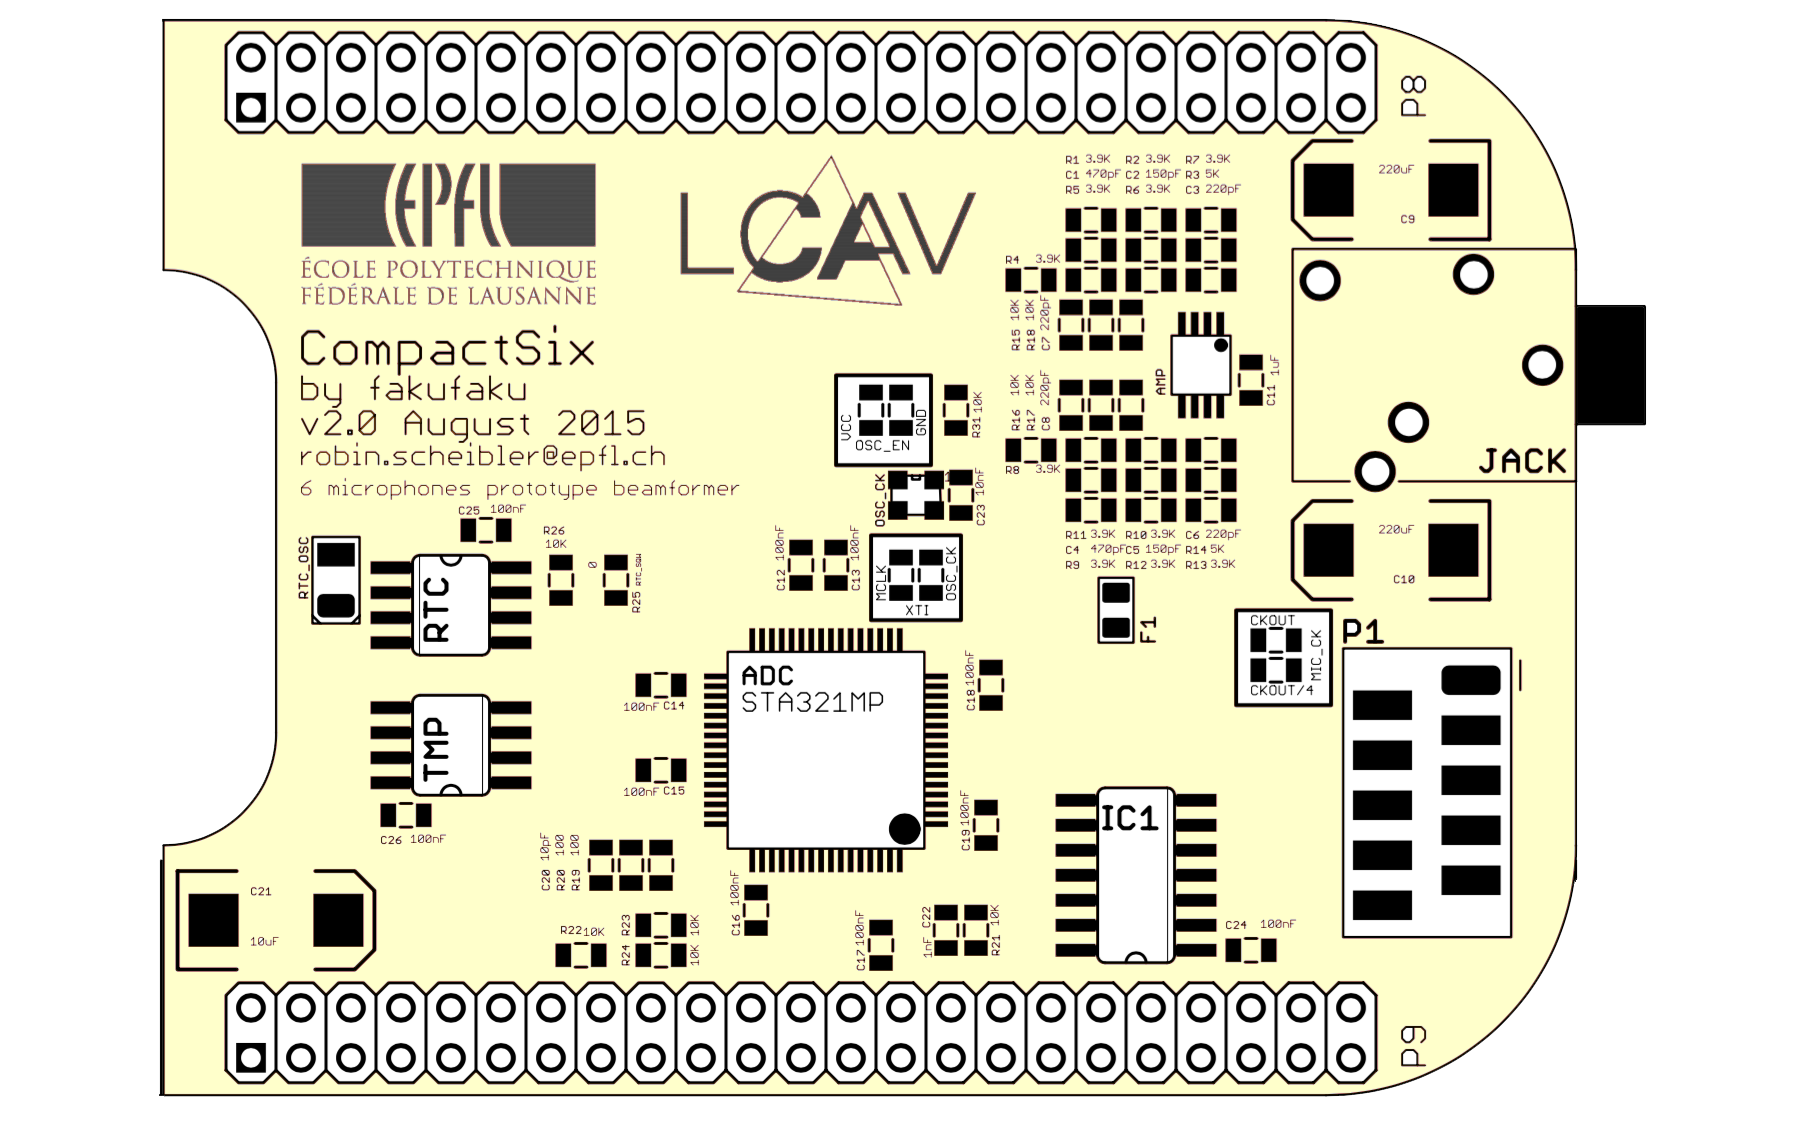 P8
EPFL
ÉCOLE POLYTECHNIQUE
FÉDÉRALE DE LAUSANNE
LCAV
CompactSix
by fakufaku
v2.0 August 2015
robin.scheibler@epfl.ch
6 microphones prototype beamformer
R1 3.9K R2 3.9K R7 3.9K
C1 470pF C2 150pF R3 5K
R5 3.9K R6 3.9K C3 220pF
220uF
C9
R4 3.9K
R15 10K
R18 10K
C7 220pF
AMP
C11 1uF
R16 10K
R17 10K
C8 220pF
R8 3.9K
JACK
VCC
GND
OSC_EN
R31 10K
OSC_CK
C23 10nF
R11 3.9K R10 3.9K C6 220pF
C4 470pF C5 150pF R14 5K
R9 3.9K R12 3.9K R13 3.9K
220uF
C10
C25 100nF
RTC_OSC
RTC
R26
10K
0
R25 RTC_SQW
C12 100nF
C13 100nF
MCLK
OSC_CK
XTI
F1
CKOUT
MIC_CK
CKOUT/4
P1
TMP
C26 100nF
100nF C14
100nF C15
ADC
STA321MP
C18 100nF
C19 100nF
IC1
C20 10pF
R20 100
R19 100
C21
10uF
R22 10K
R23 10K
R24 10K
C16 100nF
C17 100nF
C22 1nF
R21 10K
C24 100nF
P9